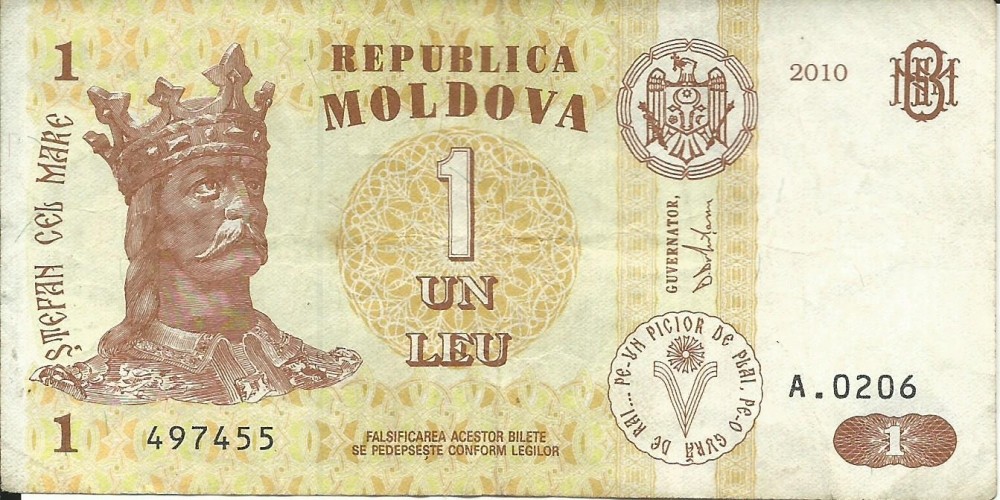 1
ȘTEFAN CEL MARE
1
497455
REPUBLICA
MOLDOVA
1
UN
LEU
FALSIFICAREA ACESTOR BILETE
SE PEDEPSEȘTE CONFORM LEGILOR
GUVERNATOR,
PE-UN PICIOR DE PLAI, PE-O GURĂ DE RAI...
2010
A.0206
1